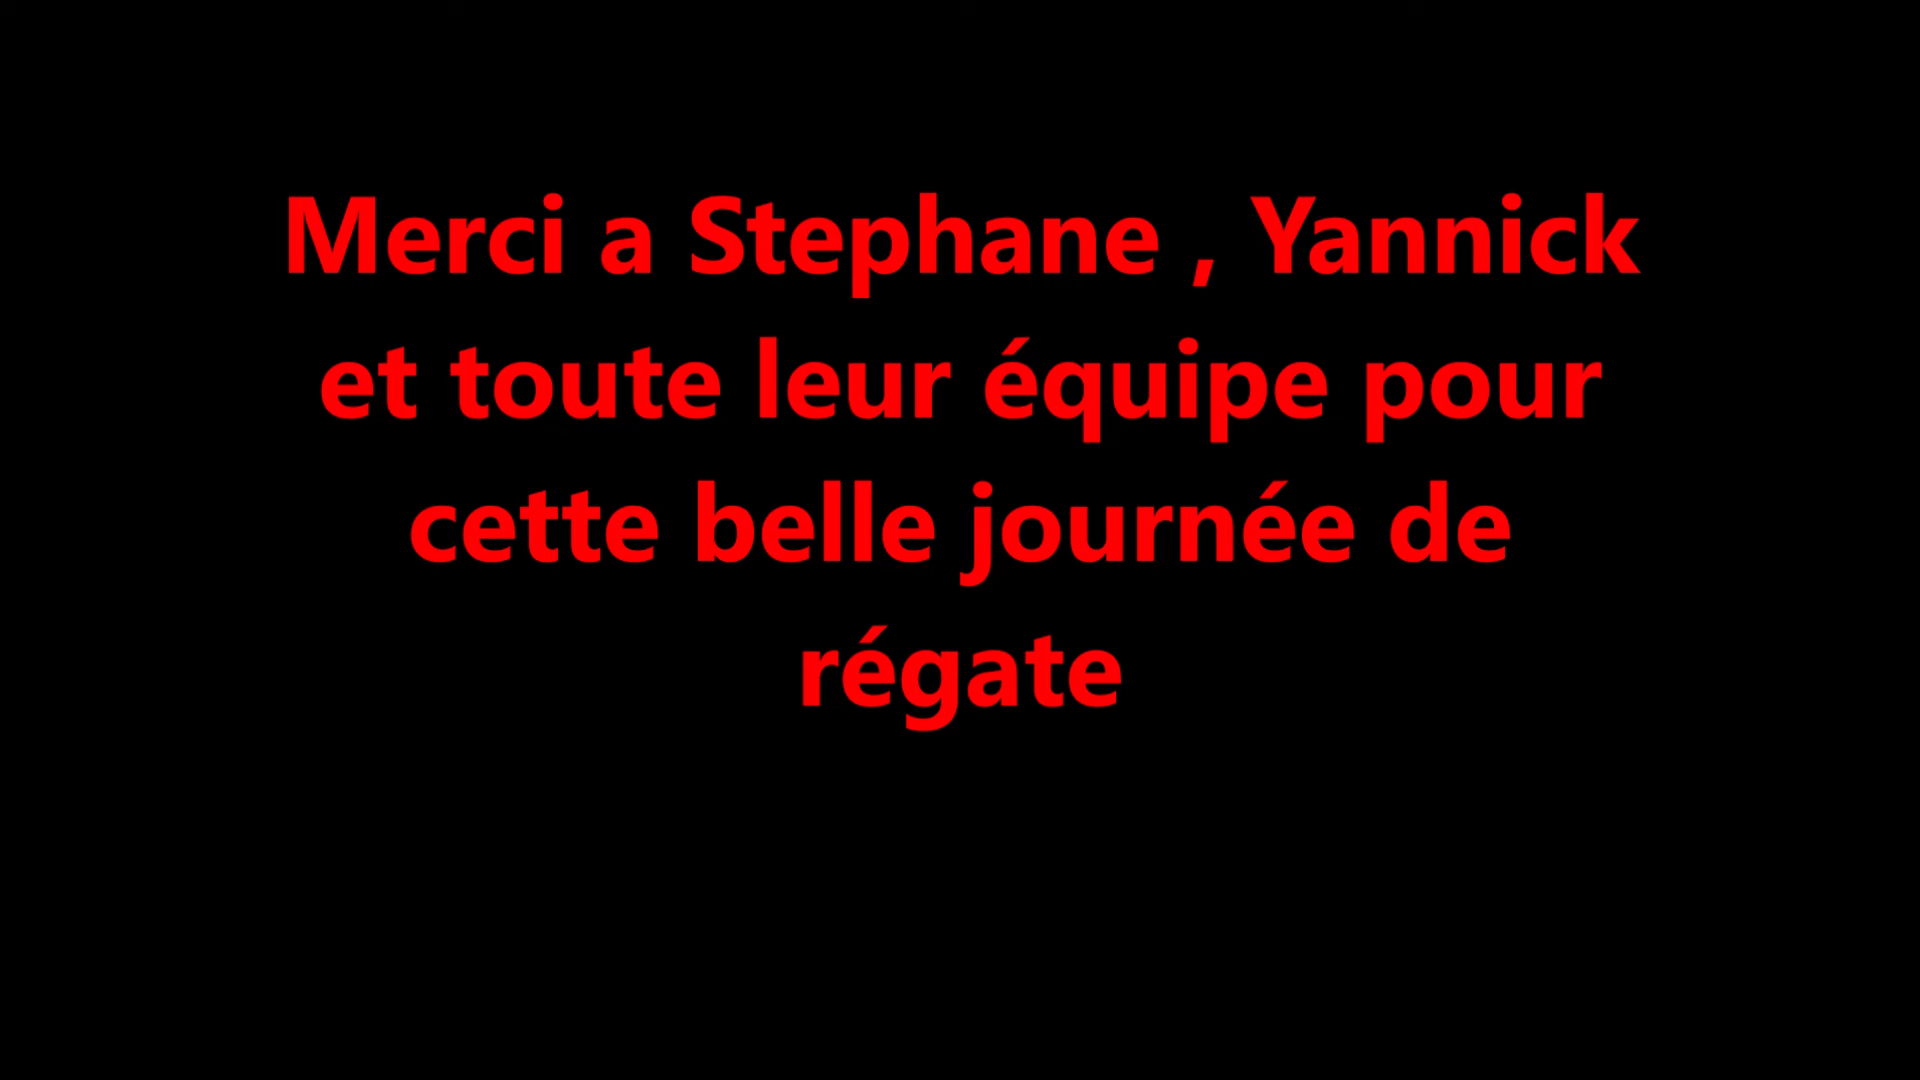 Merci a Stephane , Yannick
et toute leur équipe pour
cette belle journée de
régate